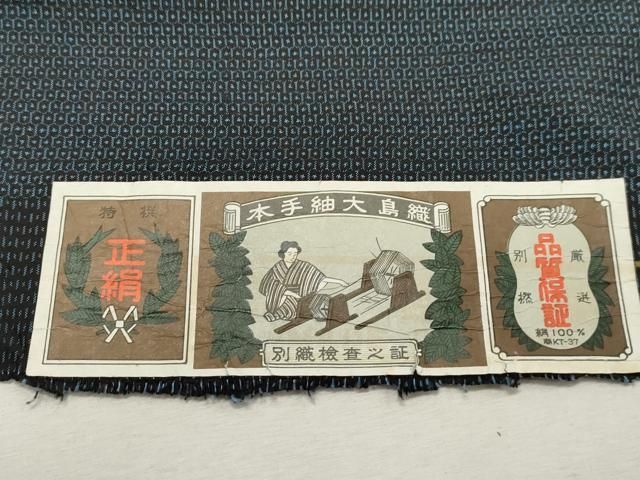 特撰
正絹
本手紬大島織
別織檢査之証
別撚
厳選
品質保証
絹100%
KT-37